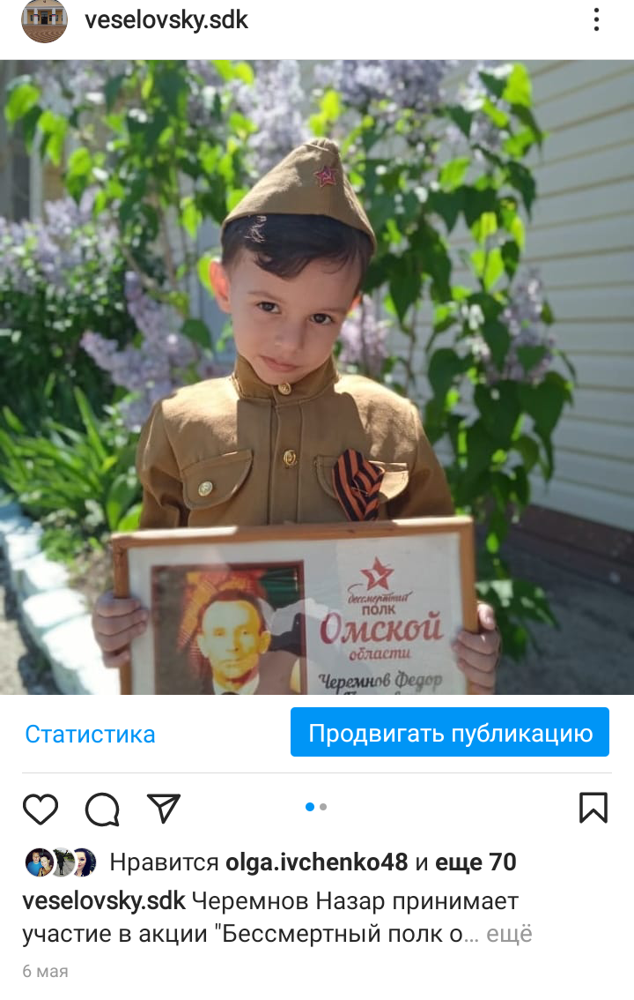 veselovsky.sdk
бессмертный
ПОЛК
Омской
области
Черемнов Федор
Статистика
Продвигать публикацию
Нравится olga.ivchenko48 и еще 70
veselovsky.sdk Черемнов Назар принимает
участие в акции "Бессмертный полк о... ещё
6 мая